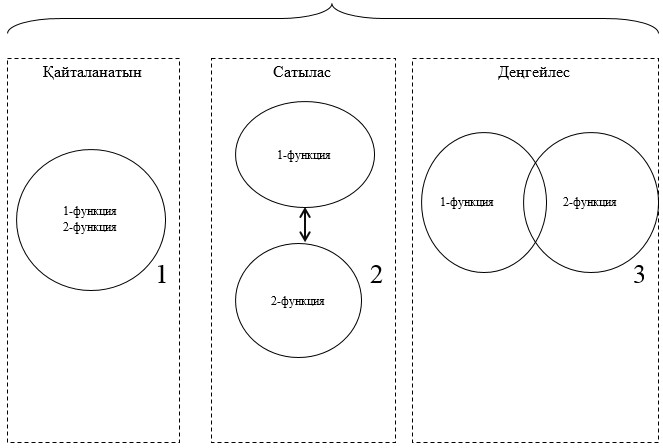 Қайталанатын
1-функция
2-функция
1
Сатылас
1-функция
2-функция
2
Деңгейлес
1-функция
2-функция
3